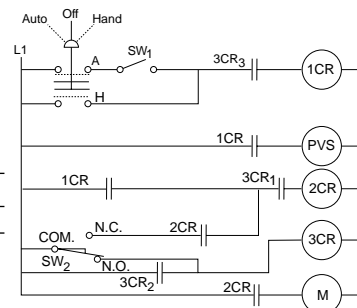 Off
Auto Hand
L1
A SW1 3CR3 1CR
H
1CR PVS
1CR 3CR1 2CR
N.C. 2CR
COM. 3CR
SW2 N.O.
3CR2
2CR M